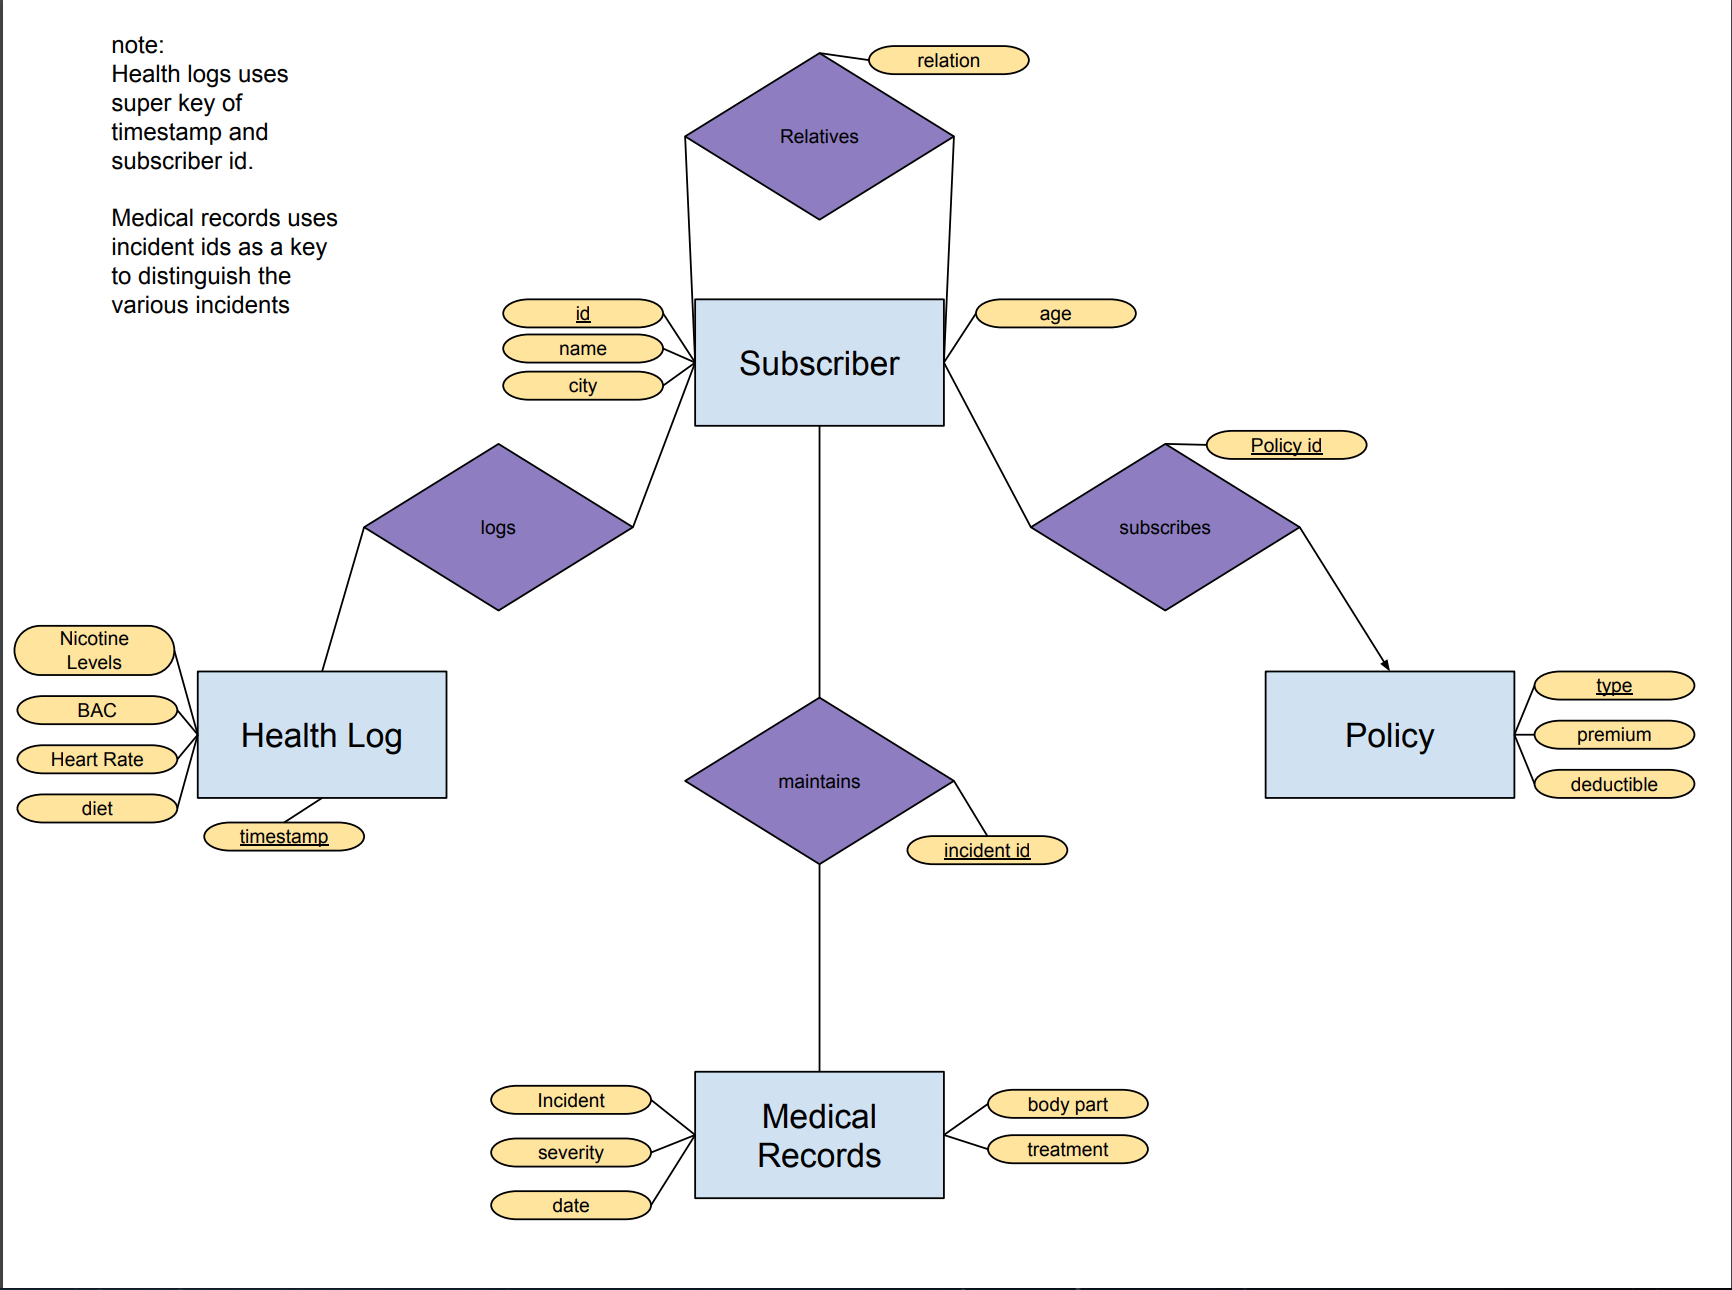 note:
Health logs uses
super key of
timestamp and
subscriber id.
Medical records uses
incident ids as a key
to distinguish the
various incidents
relation
Relatives
id
name
city
Subscriber
age
Policy id
logs
subscribes
Nicotine
Levels
BAC
Heart Rate
diet
Health Log
timestamp
maintains
incident id
Policy
type
premium
deductible
Incident
severity
date
Medical
Records
body part
treatment